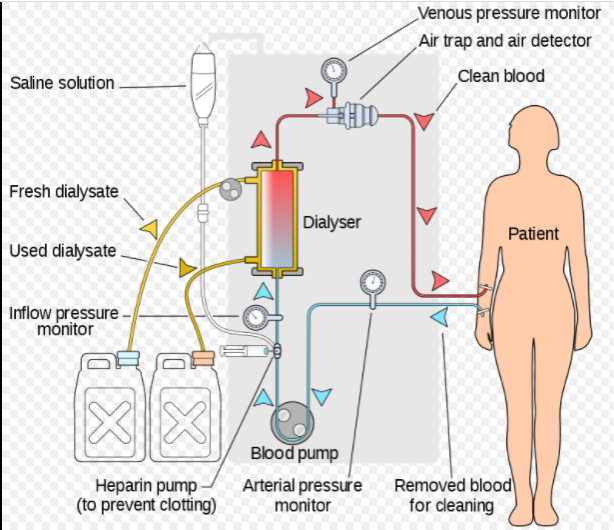 Venous pressure monitor
Air trap and air detector
Saline solution
Clean blood
Fresh dialysate
Dialyser
Patient
Used dialysate
Inflow pressure
monitor
Blood pump
Heparin pump
(to prevent clotting)
Arterial pressure
monitor
Removed blood
for cleaning